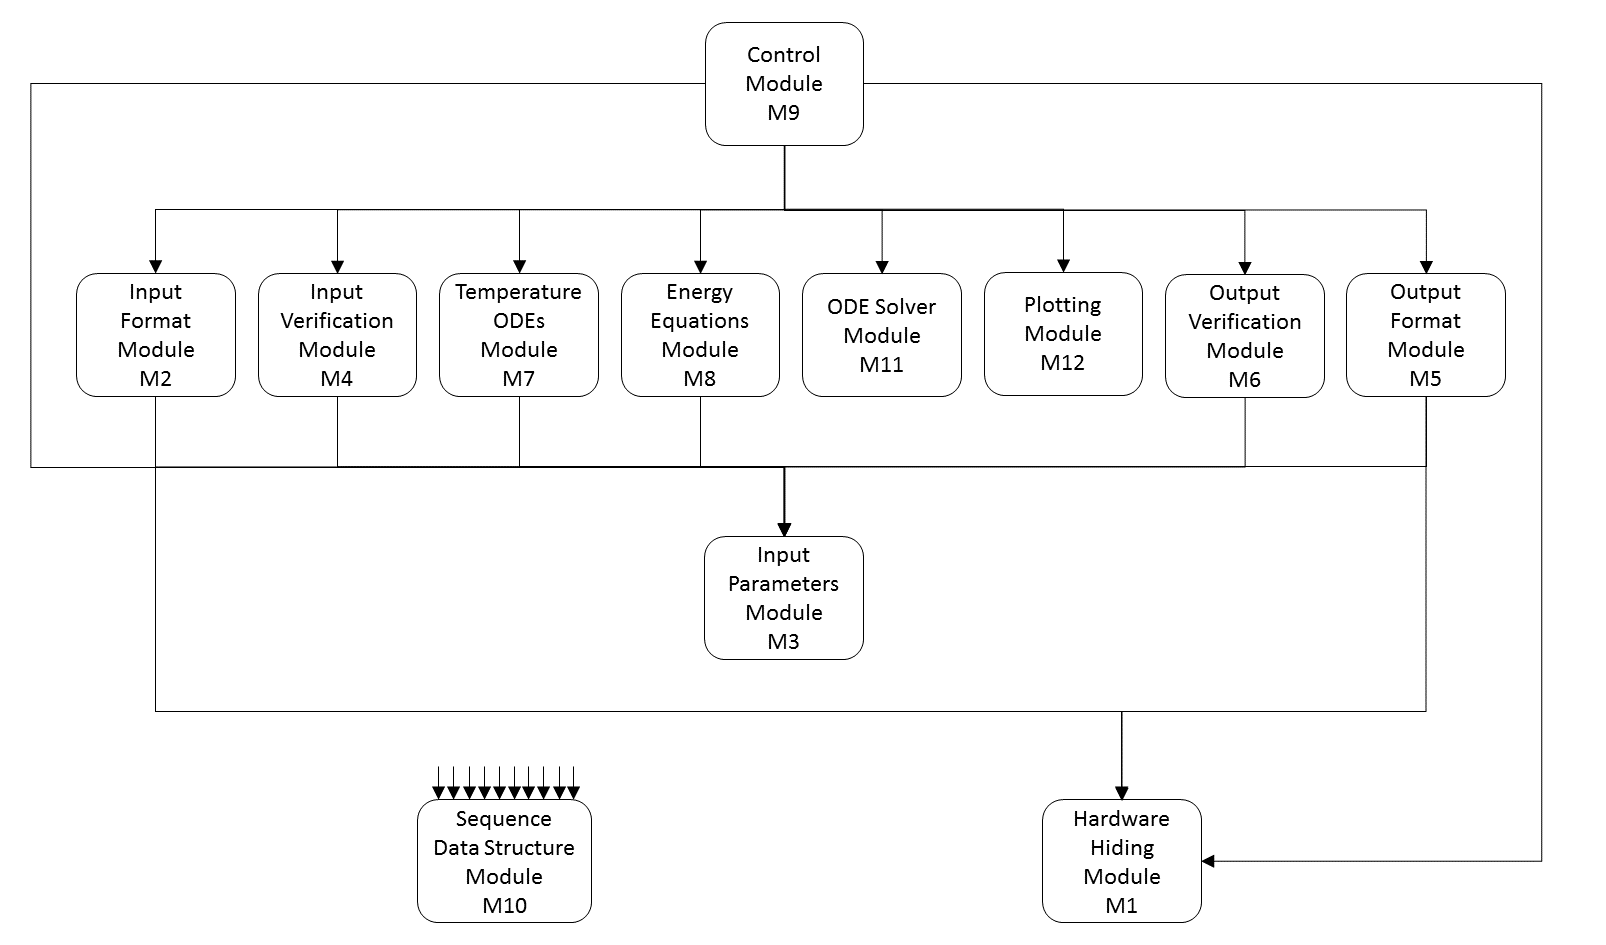 Control
Module
M9
Input
Format
Module
M2
Input
Verification
Module
M4
Temperature
ODEs
Module
M7
Energy
Equations
Module
M8
ODE Solver
Module
M11
Plotting
Module
M12
Output
Verification
Module
M6
Output
Format
Module
M5
Input
Parameters
Module
M3
Sequence
Data Structure
Module
M10
Hardware
Hiding
Module
M1